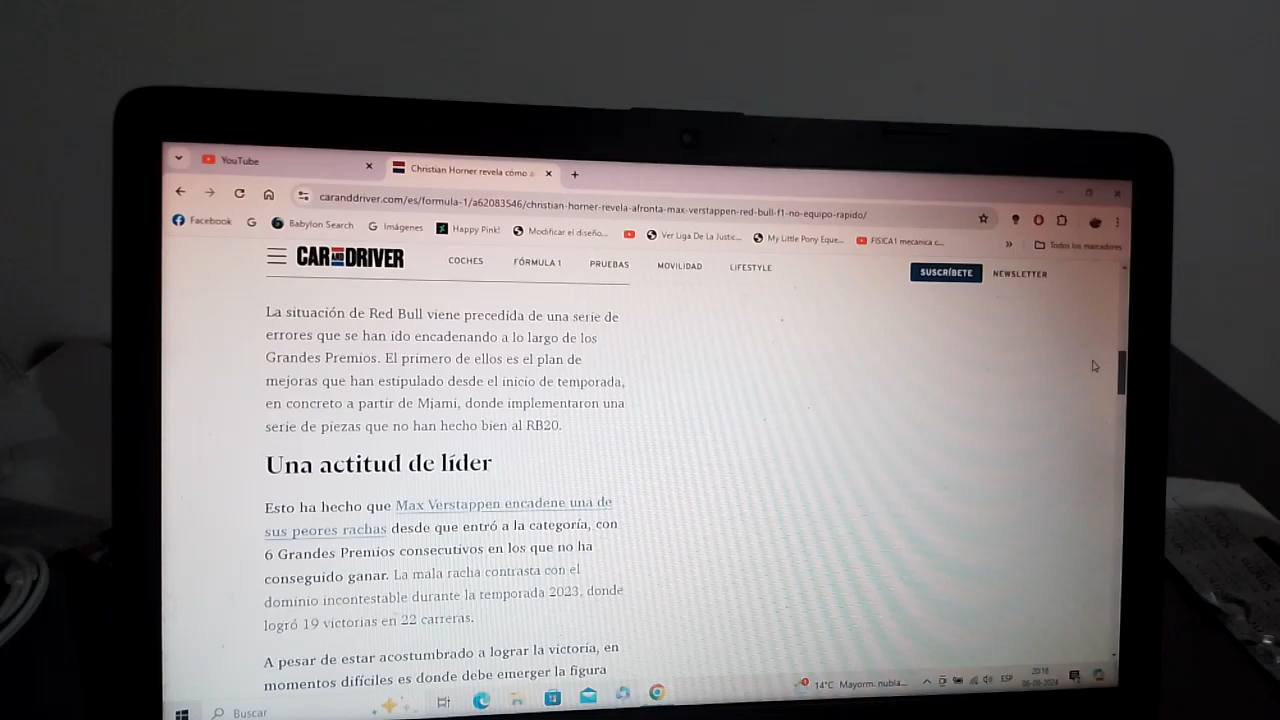 YouTube
Christian Horner revela cómo a
caranddriver.com/es/formula-1/a62083546/christian-horner-revela-afronta-max-verstappen-red-bull-f1-no-equipo-rapido/
Facebook G Babylon Search G Imágenes Happy Pink! Modificar el diseño... Ver Liga De La Justic... My Little Pony Eque... FISICA1 mecanica c... » Todos los marcadores
CAR AND DRIVER COCHES FÓRMULA 1 PRUEBAS MOVILIDAD LIFESTYLE SUSCRÍBETE NEWSLETTER
La situación de Red Bull viene precedida de una serie de
errores que se han ido encadenando a lo largo de los
Grandes Premios. El primero de ellos es el plan de
mejoras que han estipulado desde el inicio de temporada,
en concreto a partir de Miami, donde implementaron una
serie de piezas que no han hecho bien al RB20.
Una actitud de líder
Esto ha hecho que Max Verstappen encadene una de
sus peores rachas desde que entró a la categoría, con
6 Grandes Premios consecutivos en los que no ha
conseguido ganar. La mala racha contrasta con el
dominio incontestable durante la temporada 2023, donde
logró 19 victorias en 22 carreras.
A pesar de estar acostumbrado a lograr la victoria, en
momentos difíciles es donde debe emerger la figura
Buscar 14°C Mayorm. nubla... ESP 20:18